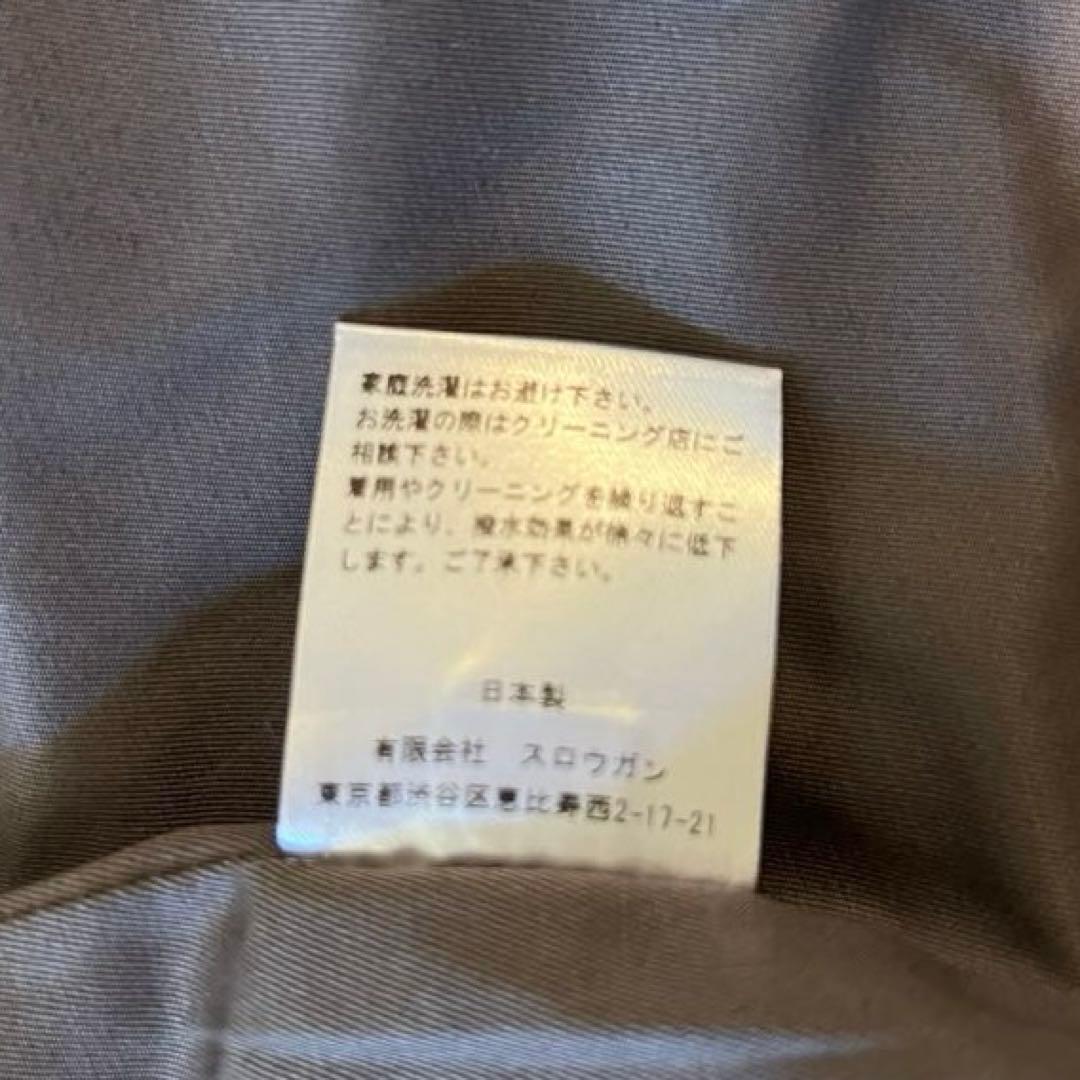 家庭洗濯はお避け下さい。
お洗濯の際はクリーニング店にご
相談下さい。
着用やクリーニングを繰り返すこ
とにより、撥水効果が徐々に低下
します。ご了承下さい。
日本製
有限会社 スロウガン
東京都渋谷区恵比寿西2-17-21